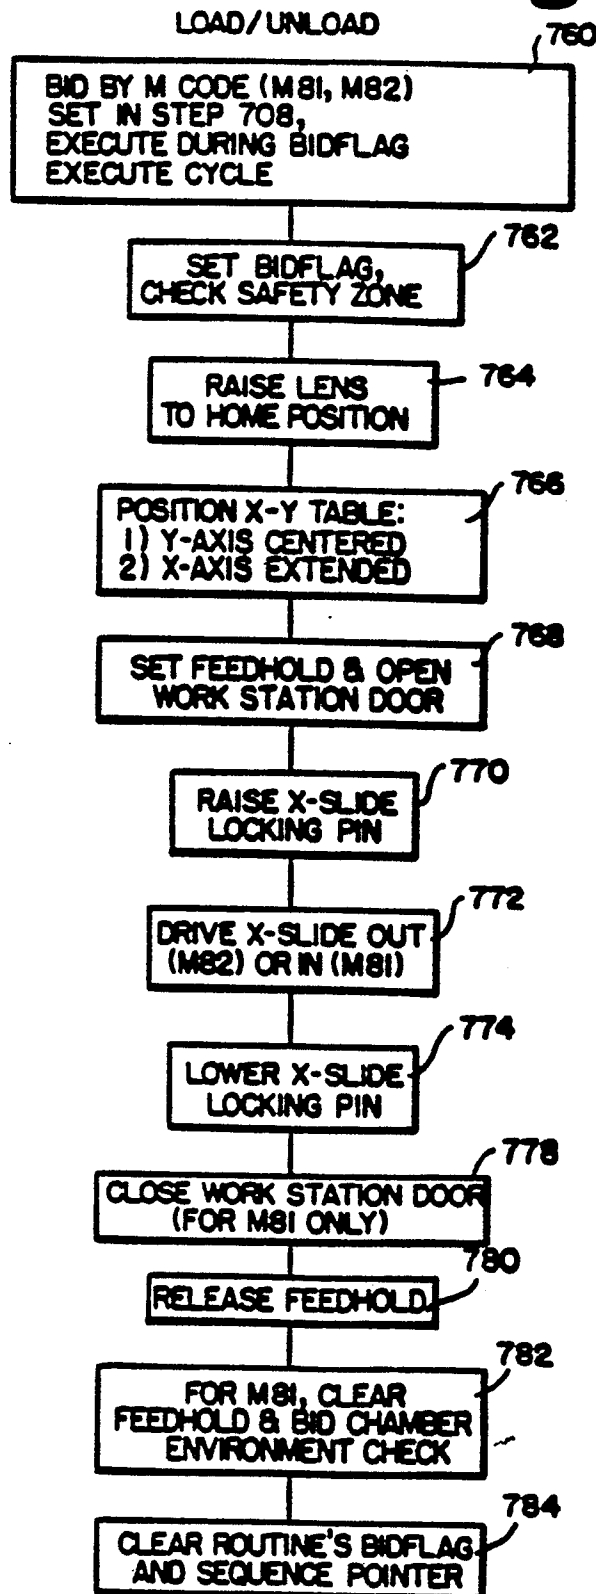 LOAD/UNLOAD
760
BID BY M CODE (M81, M82)
SET IN STEP 708,
EXECUTE DURING BIDFLAG
EXECUTE CYCLE
762
SET BIDFLAG,
CHECK SAFETY ZONE
764
RAISE LENS
TO HOME POSITION
766
POSITION X-Y TABLE:
1) Y-AXIS CENTERED
2) X-AXIS EXTENDED
768
SET FEEDHOLD & OPEN
WORK STATION DOOR
770
RAISE X-SLIDE
LOCKING PIN
772
DRIVE X-SLIDE OUT
(M82) OR IN (M81)
774
LOWER X-SLIDE
LOCKING PIN
778
CLOSE WORK STATION DOOR
(FOR M81 ONLY)
780
RELEASE FEEDHOLD
782
FOR M81, CLEAR
FEEDHOLD & BID CHAMBER
ENVIRONMENT CHECK
784
CLEAR ROUTINE'S BIDFLAG
AND SEQUENCE POINTER